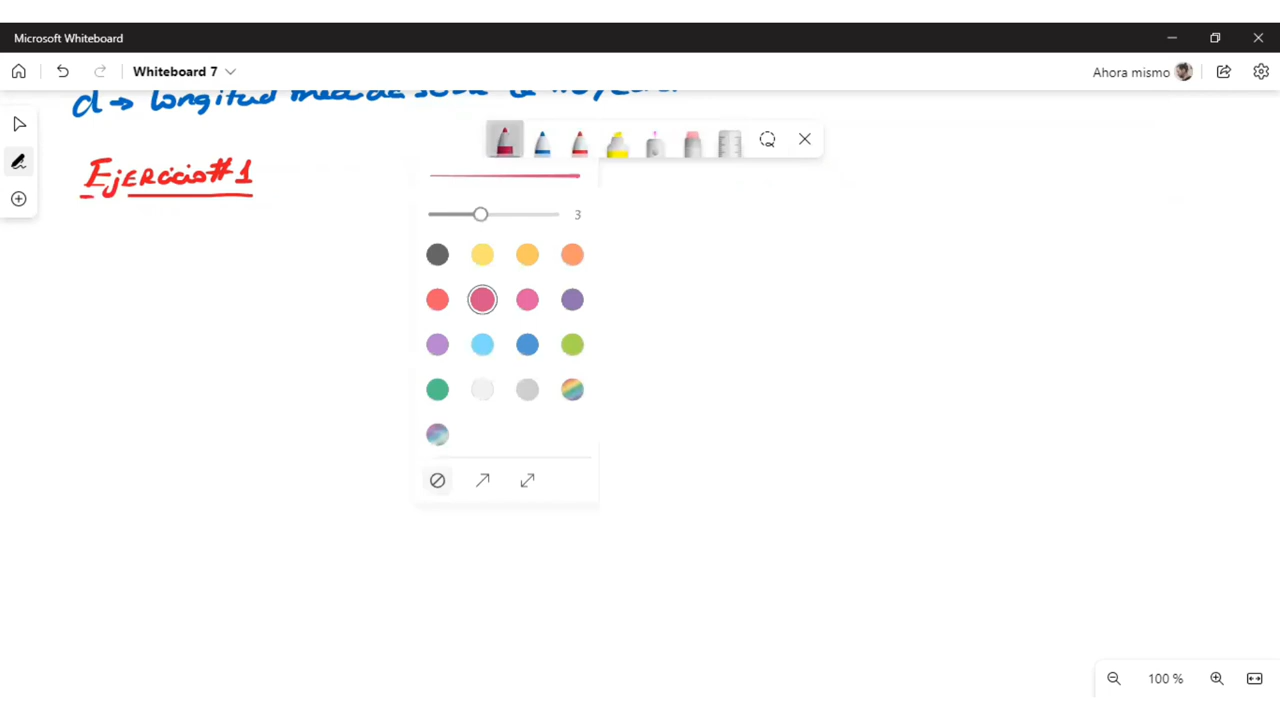 Microsoft Whiteboard
Whiteboard 7
Ahora mismo
d → longitud
Ejercicio #1
3
100 %